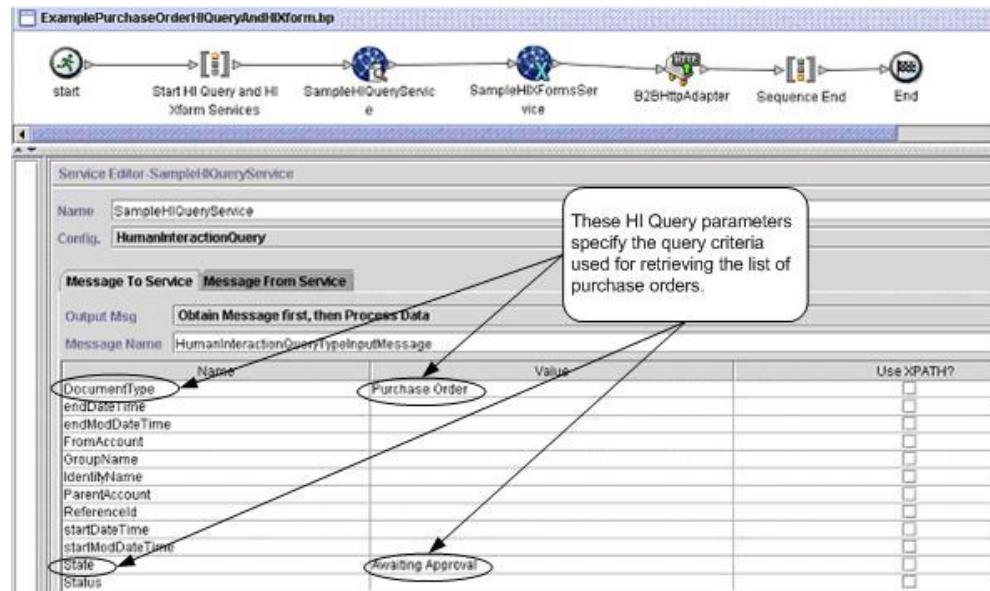 ExamplePurchaseOrderHIQueryAndHIXform.bp
start
Start HI Query and HI
Xform Services
SampleHIQueryServic
e
SampleHIXFormsSer
vice
B2BHttpAdapter
Sequence End
End
Service Editor-SampleHIQueryService
Name SampleHIQueryService
Config. HumanInteractionQuery
These HI Query parameters
specify the query criteria
used for retrieving the list of
purchase orders.
Message To Service Message From Service
Output Msg Obtain Message first, then Process Data
Message Name HumanInteractionQueryTypeInputMessage
Name Value Use XPATH?
DocumentType Purchase Order
endDateTime
endModDateTime
FromAccount
GroupName
IdentityName
ParentAccount
ReferenceId
startDateTime
startModDateTime
State Awaiting Approval
Status